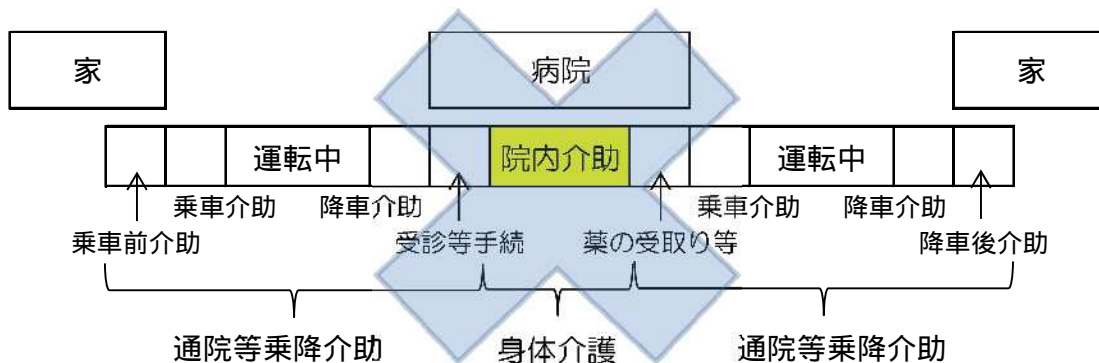 家
病院
家
運転中
院内介助
運転中
乗車介助
降車介助
乗車介助
降車介助
乗車前介助
受診等手続
薬の受取り等
降車後介助
通院等乗降介助
身体介護
通院等乗降介助